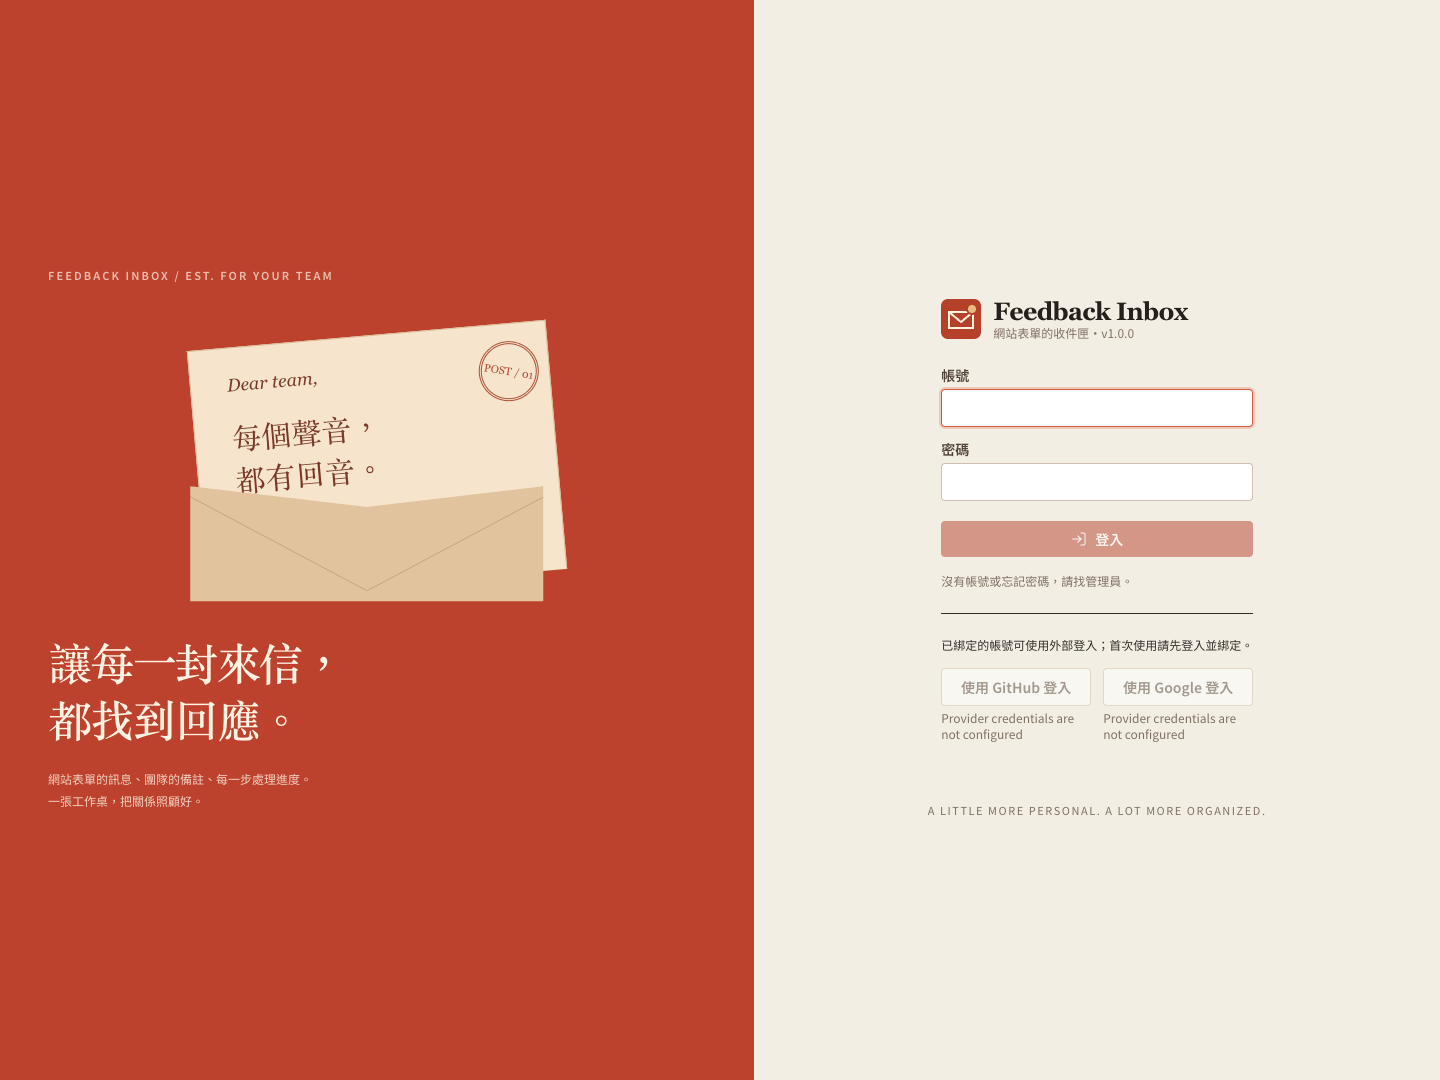 FEEDBACK INBOX / EST. FOR YOUR TEAM
Dear team,
POST / 01
每個聲音，
都有回音。
讓每一封來信，
都找到回應。
網站表單的訊息、團隊的備註、每一步處理進度。
一張工作桌，把關係照顧好。
Feedback Inbox
網站表單的收件匣・v1.0.0
帳號
密碼
登入
沒有帳號或忘記密碼，請找管理員。
已綁定的帳號可使用外部登入；首次使用請先登入並綁定。
使用 GitHub 登入
使用 Google 登入
Provider credentials are
not configured
Provider credentials are
not configured
A LITTLE MORE PERSONAL. A LOT MORE ORGANIZED.